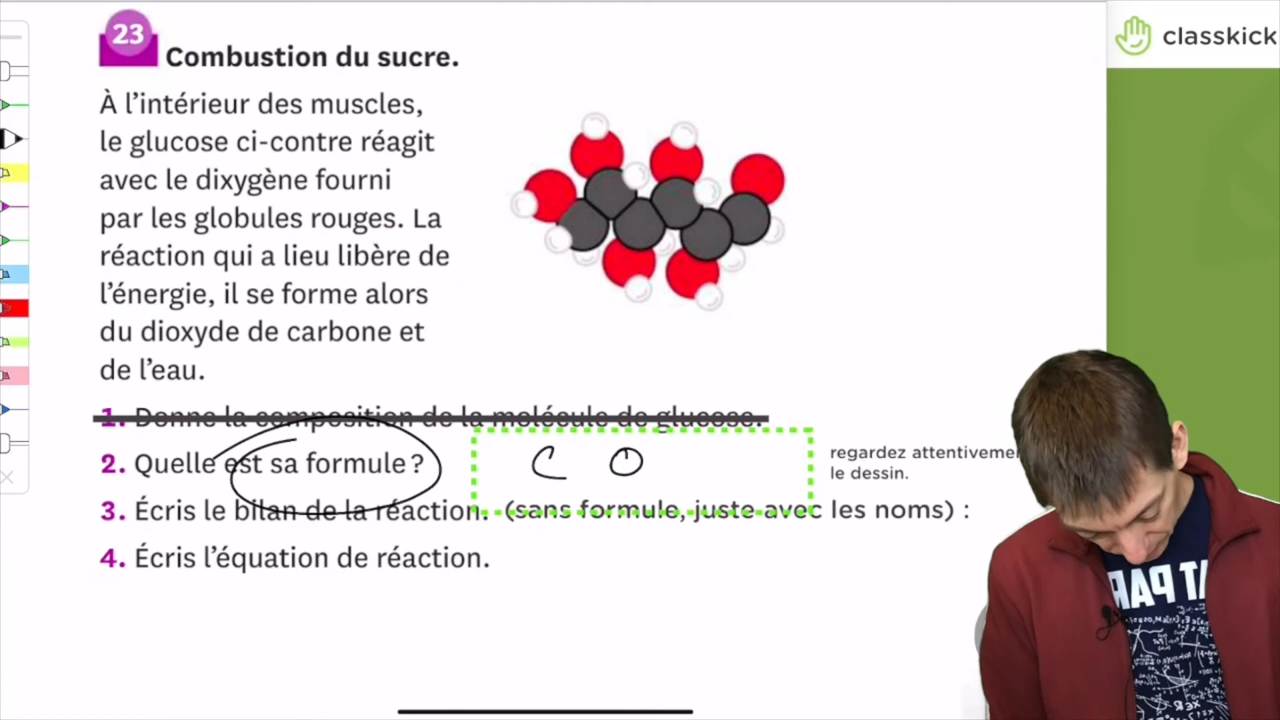 23
classkick
Combustion du sucre.
À l'intérieur des muscles,
le glucose ci-contre réagit
avec le dixygène fourni
par les globules rouges. La
réaction qui a lieu libère de
l'énergie, il se forme alors
du dioxyde de carbone et
de l'eau.
1. Donne la composition de la molécule de glucose.
2. Quelle est sa formule ?
C O
regardez attentivemen
le dessin.
3. Écris le bilan de la réaction. (sans formule, juste avec les noms) :
4. Écris l'équation de réaction.